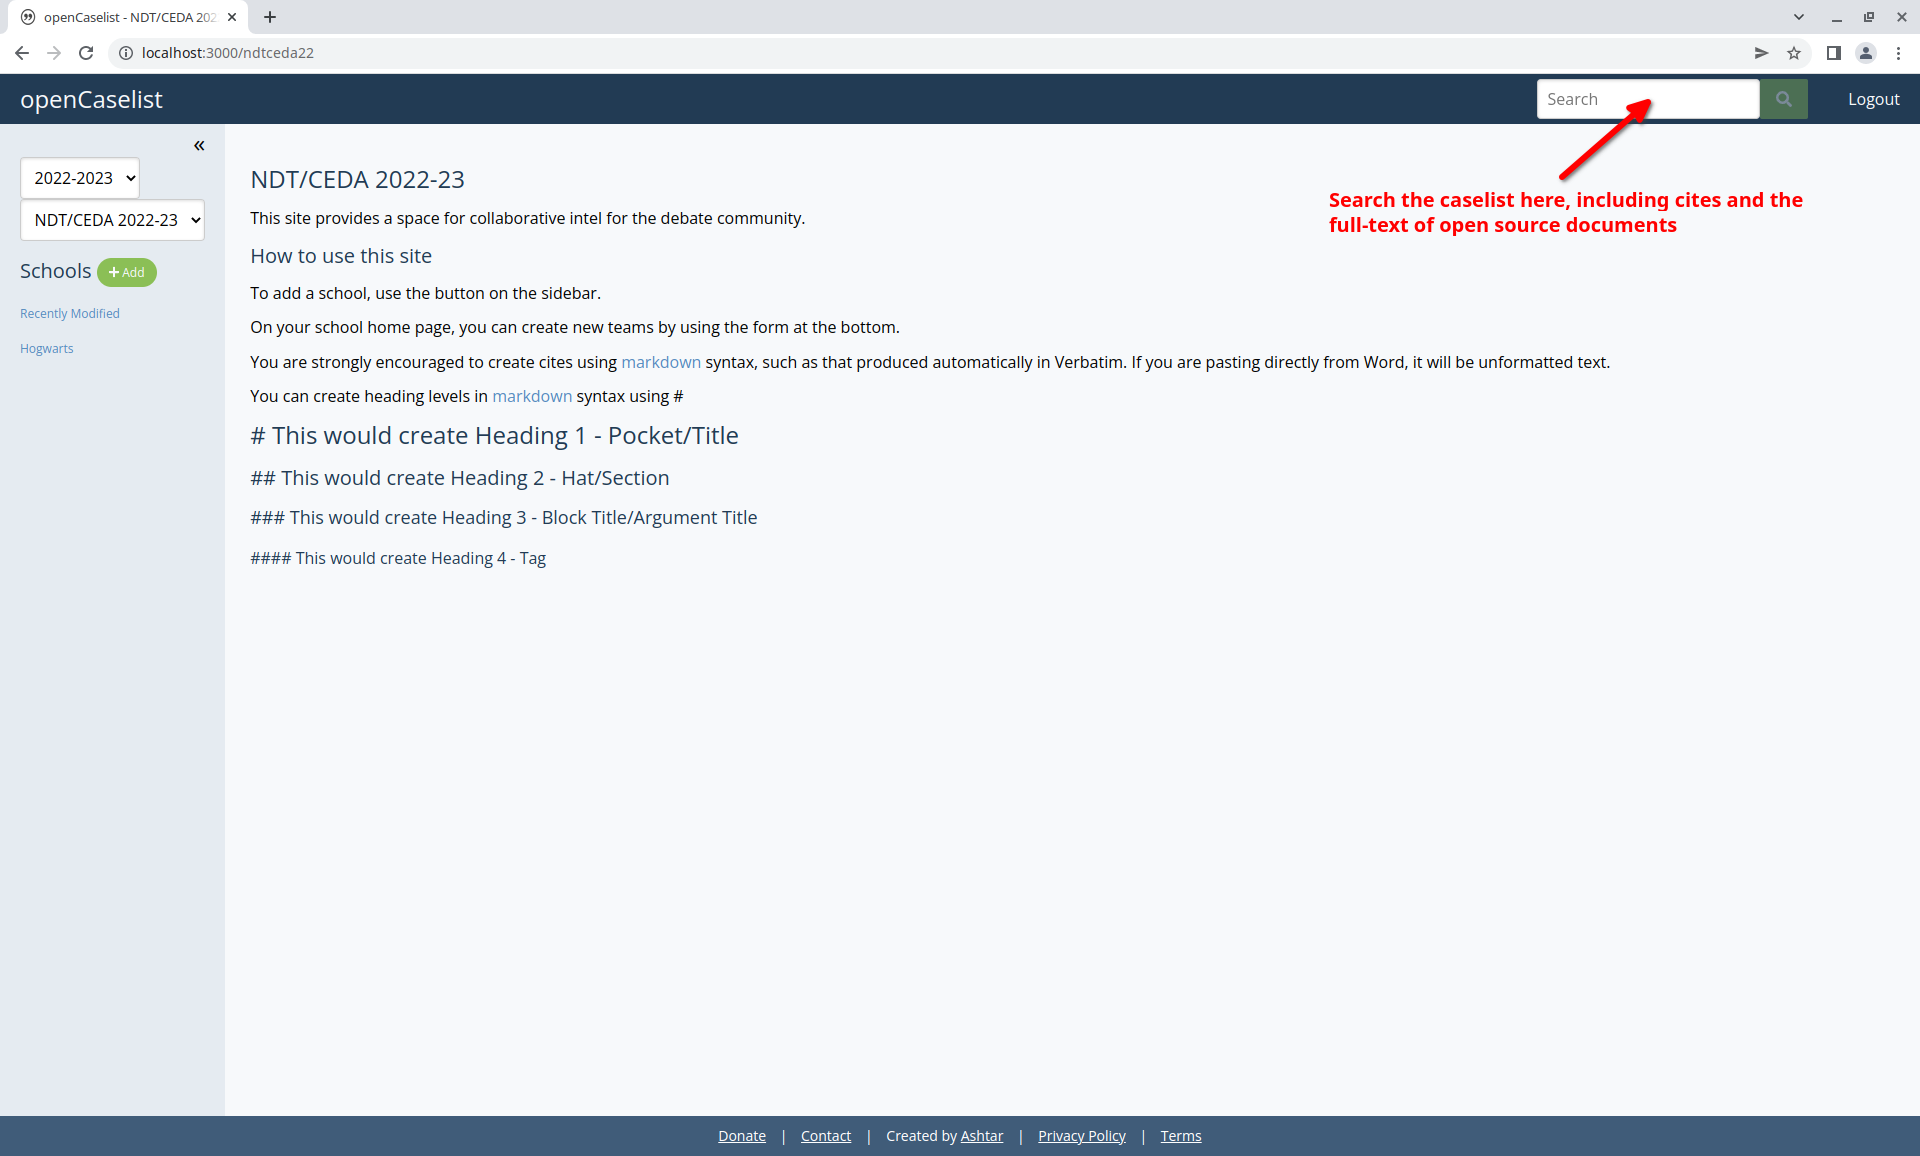 openCaselist - NDT/CEDA 202
localhost:3000/ndtceda22
openCaselist
Search
Logout
«
2022-2023
NDT/CEDA 2022-23
Schools
+ Add
Recently Modified
Hogwarts
NDT/CEDA 2022-23
This site provides a space for collaborative intel for the debate community.
Search the caselist here, including cites and the
full-text of open source documents
How to use this site
To add a school, use the button on the sidebar.
On your school home page, you can create new teams by using the form at the bottom.
You are strongly encouraged to create cites using markdown syntax, such as that produced automatically in Verbatim. If you are pasting directly from Word, it will be unformatted text.
You can create heading levels in markdown syntax using #
# This would create Heading 1 - Pocket/Title
## This would create Heading 2 - Hat/Section
### This would create Heading 3 - Block Title/Argument Title
#### This would create Heading 4 - Tag
Donate | Contact | Created by Ashtar | Privacy Policy | Terms